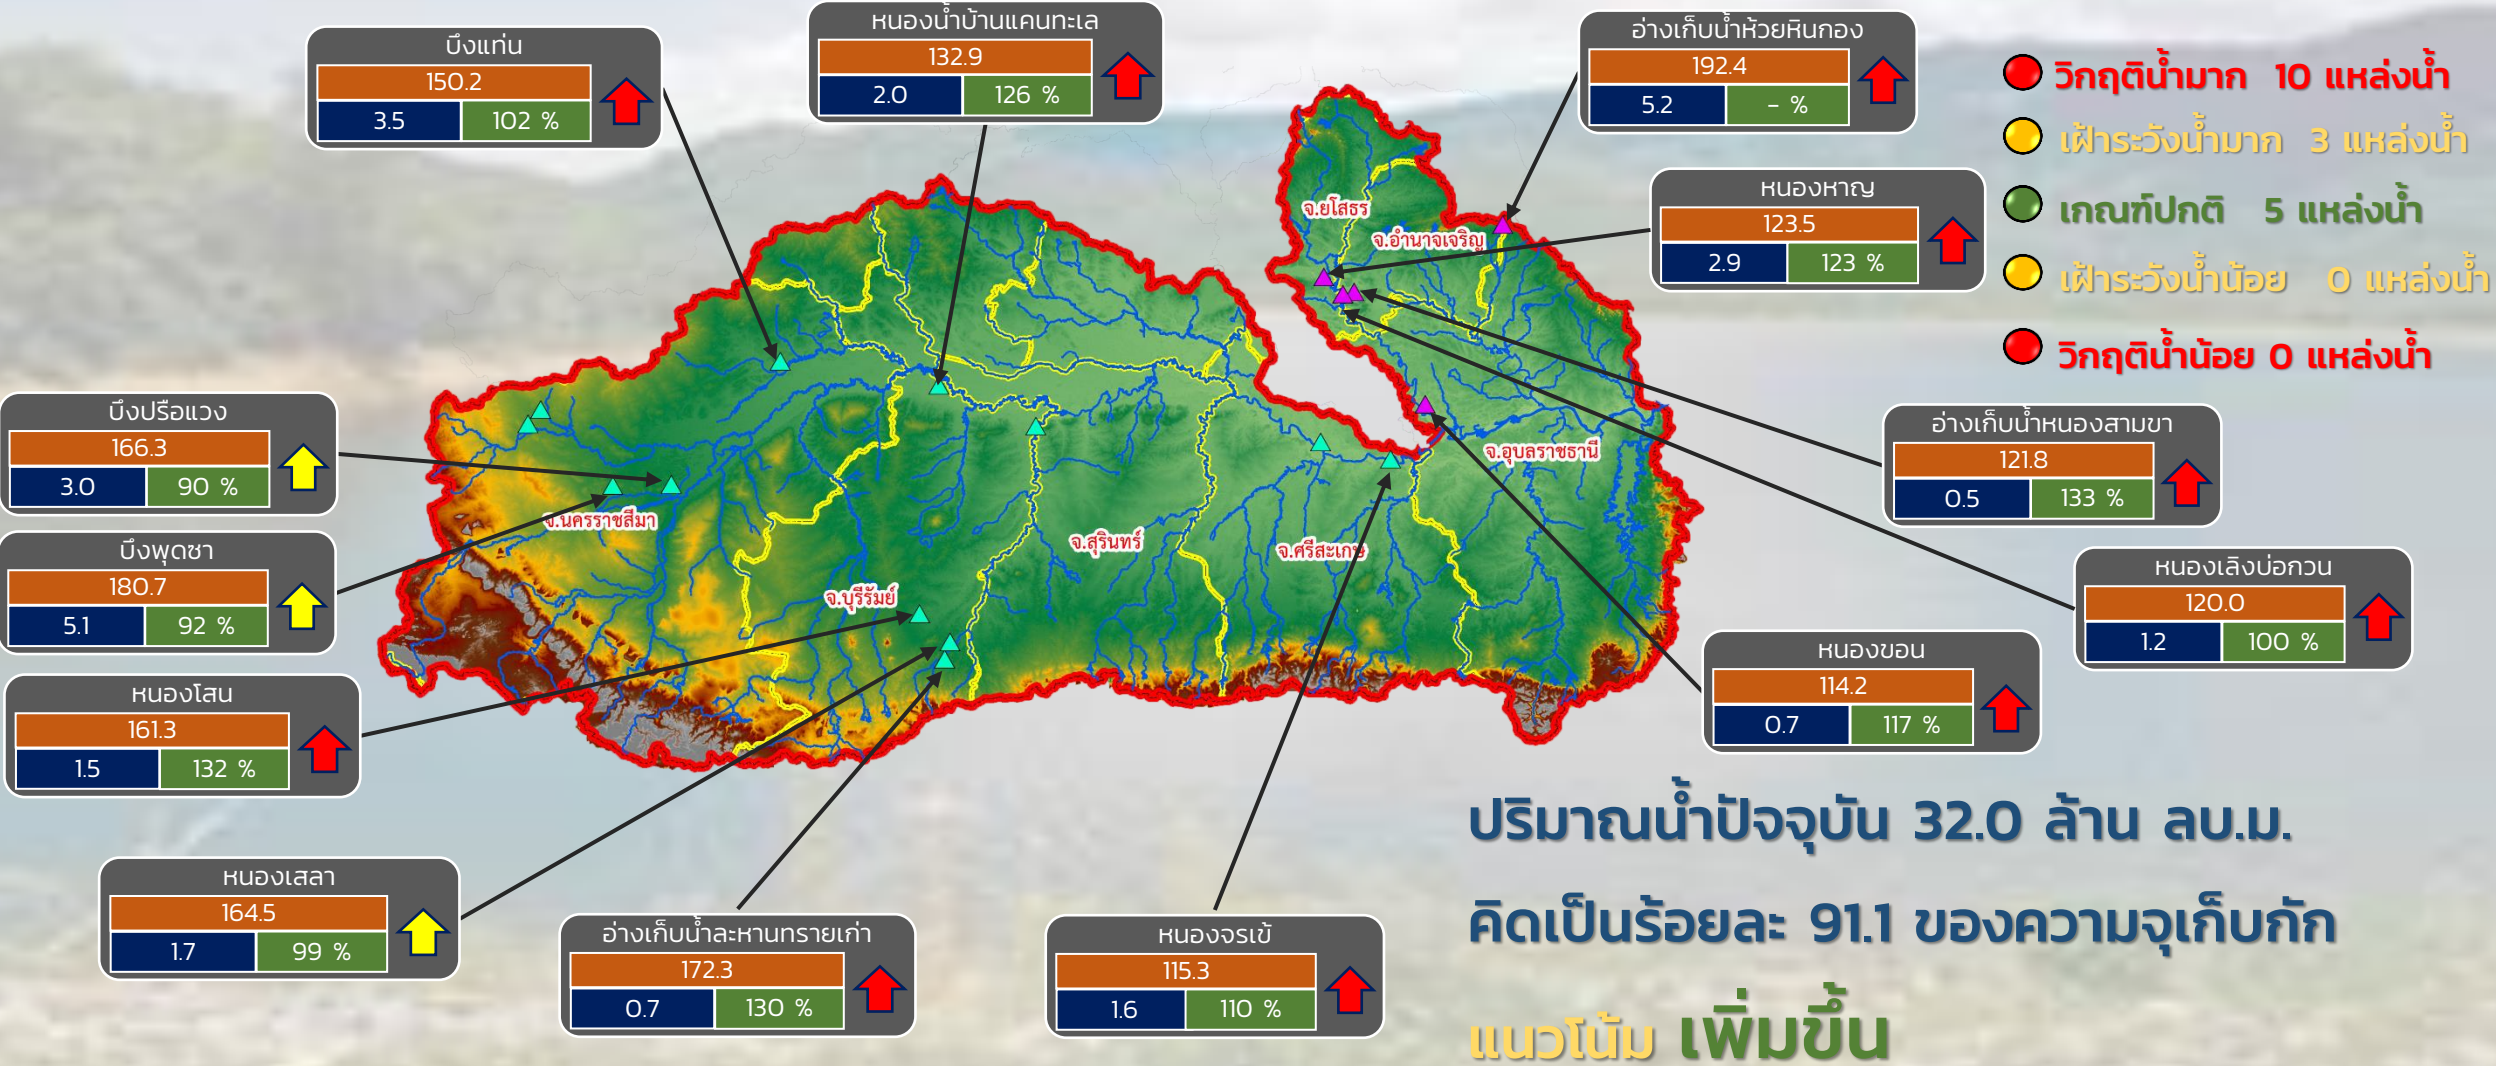 บึงแท่น
150.2
3.5 102 %
หนองน้ำบ้านแคนทะเล
132.9
2.0 126 %
อ่างเก็บน้ำห้วยหินกอง
192.4
5.2 - %
วิกฤติน้ำมาก 10 แหล่งน้ำ
เฝ้าระวังน้ำมาก 3 แหล่งน้ำ
เกณฑ์ปกติ 5 แหล่งน้ำ
เฝ้าระวังน้ำน้อย 0 แหล่งน้ำ
วิกฤติน้ำน้อย 0 แหล่งน้ำ
หนองหาญ
123.5
2.9 123 %
จ.ยโสธร
จ.อำนาจเจริญ
บึงปรือแวง
166.3
3.0 90 %
อ่างเก็บน้ำหนองสามขา
121.8
0.5 133 %
จ.อุบลราชธานี
จ.นครราชสีมา
จ.สุรินทร์
จ.ศรีสะเกษ
จ.บุรีรัมย์
บึงพุดซา
180.7
5.1 92 %
หนองเลิงบ่อกวน
120.0
1.2 100 %
หนองขอน
114.2
0.7 117 %
หนองโสน
161.3
1.5 132 %
หนองเสลา
164.5
1.7 99 %
อ่างเก็บน้ำละหานทรายเก่า
172.3
0.7 130 %
หนองจรเข้
115.3
1.6 110 %
ปริมาณน้ำปัจจุบัน 32.0 ล้าน ลบ.ม.
คิดเป็นร้อยละ 91.1 ของความจุเก็บกัก
แนวโน้ม เพิ่มขึ้น